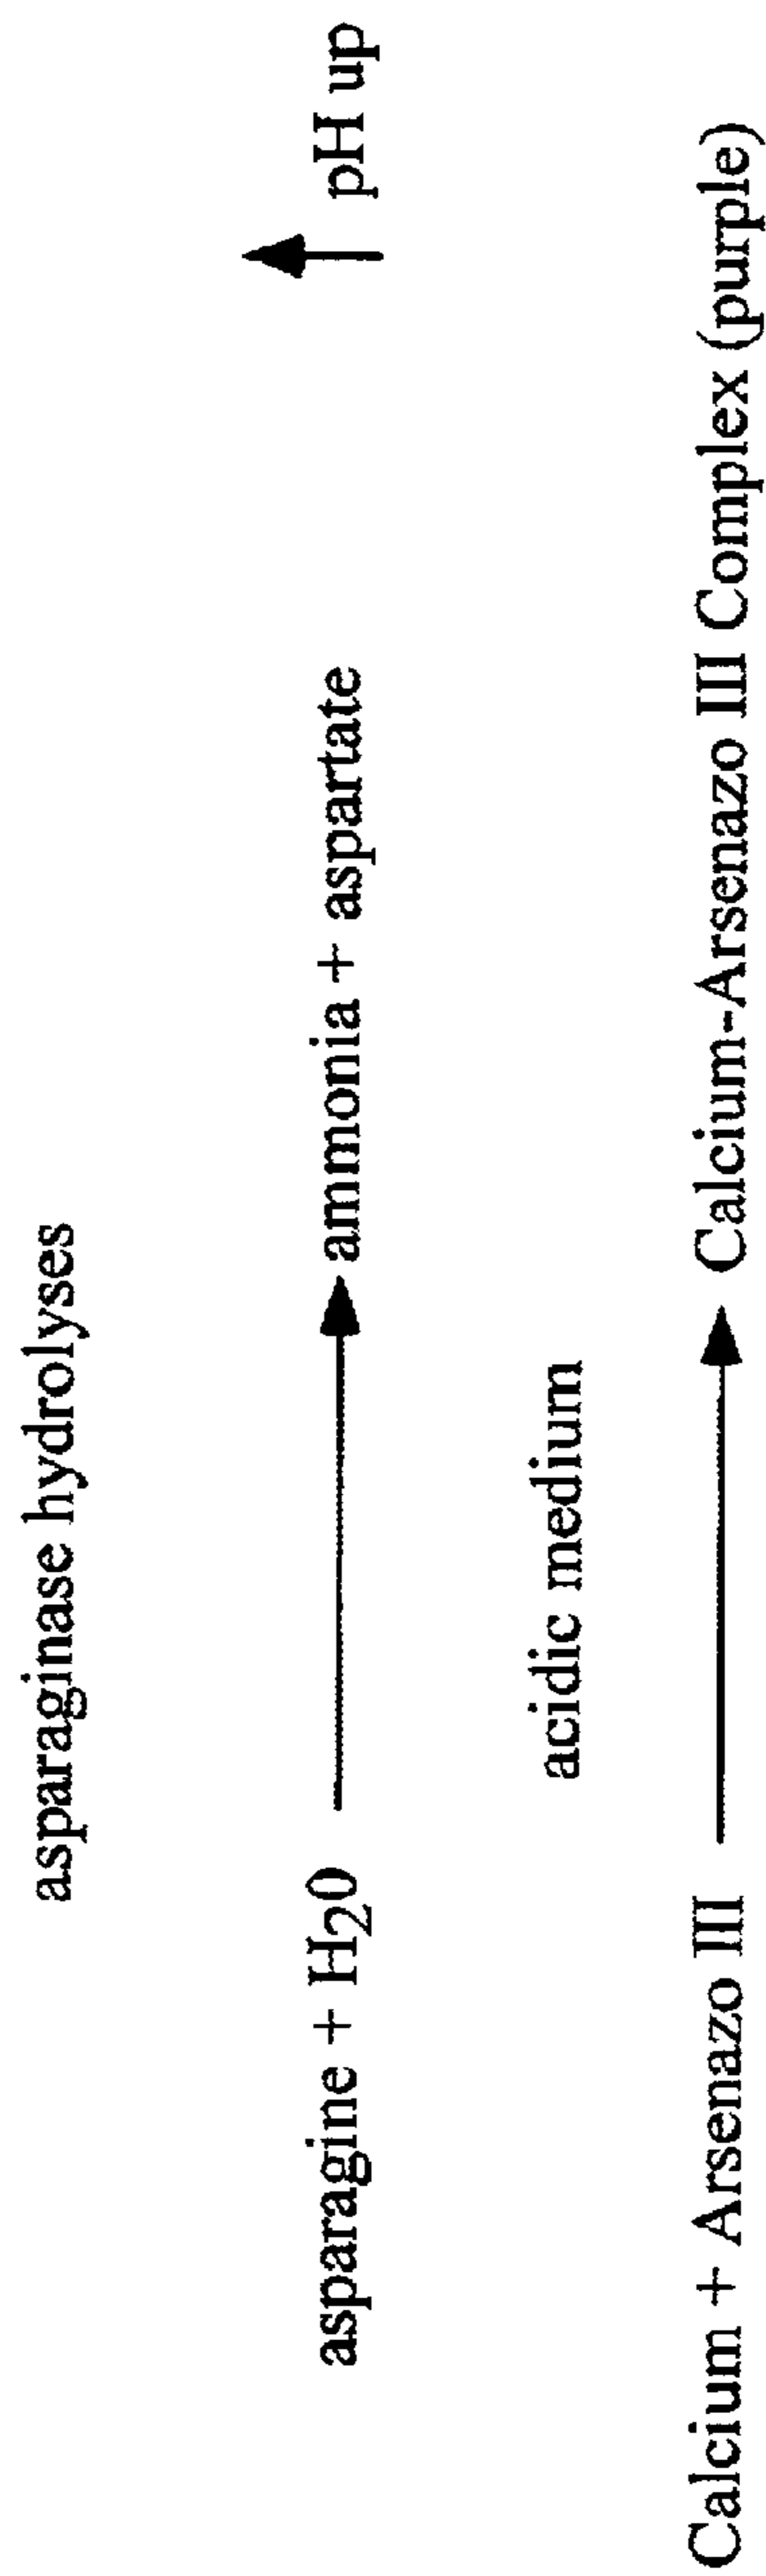 asparaginase hydrolyses
asparagine + H20 ammonia + aspartate pH up
acidic medium
Calcium + Arsenazo III Calcium-Arsenazo III Complex (purple)